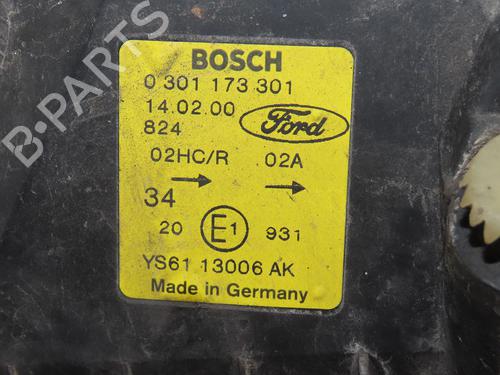 BOSCH
0 301 173 301
14.02.00
824
Ford
02HC/R 02A
34
20 E1 931
YS61 13006 AK
Made in Germany
B-PARTS